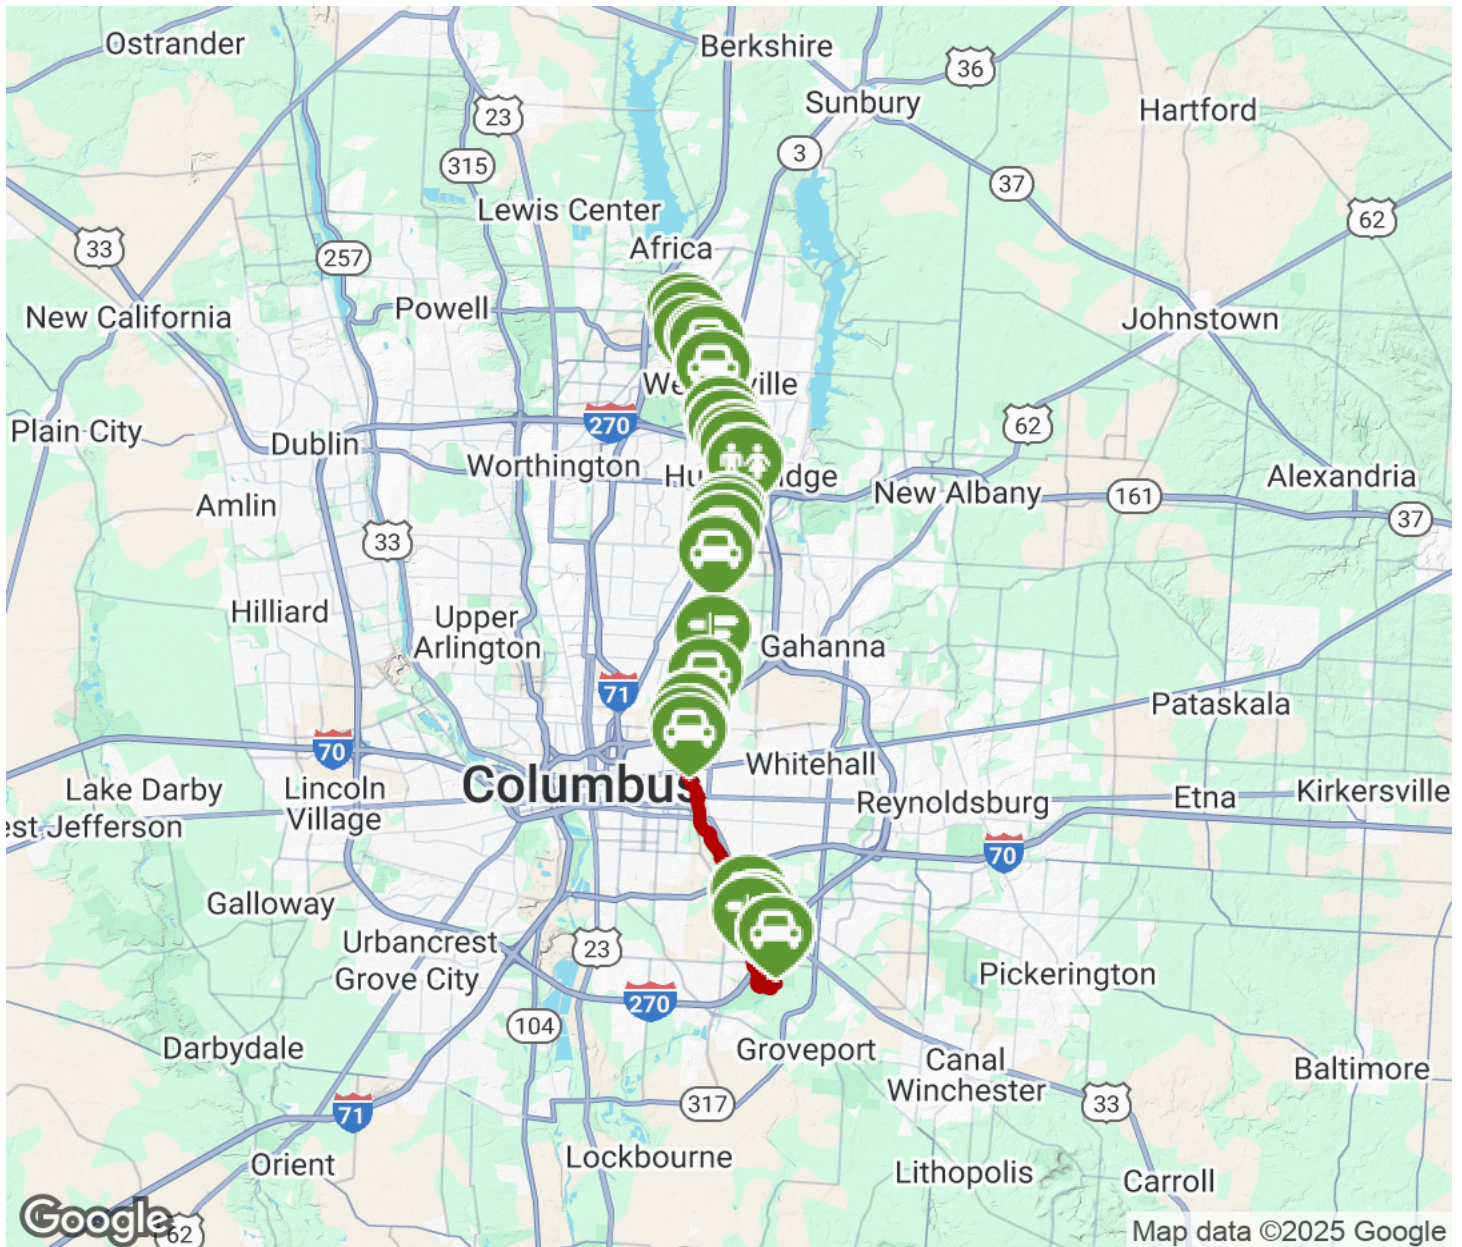 Ostrander
Berkshire
36
Sunbury
Hartford
23
3
315
37
Lewis Center
62
33
Africa
257
Powell
New California
Johnstown
270
62
Plain City
Dublin
Worthington
Alexandria
New Albany
161
Amlin
37
33
Hilliard
Upper
Arlington
Gahanna
71
Pataskala
70
Whitehall
Columbus
Lake Darby
Lincoln
Village
Reynoldsburg
Etna
Kirkersville
est Jefferson
70
Galloway
Urbancrest
23
Grove City
Pickerington
270
104
Darbydale
Groveport
Canal
Winchester
Baltimore
71
317
33
Orient
Lockbourne
Lithopolis
Carroll
Google
62
Map data ©2025 Google